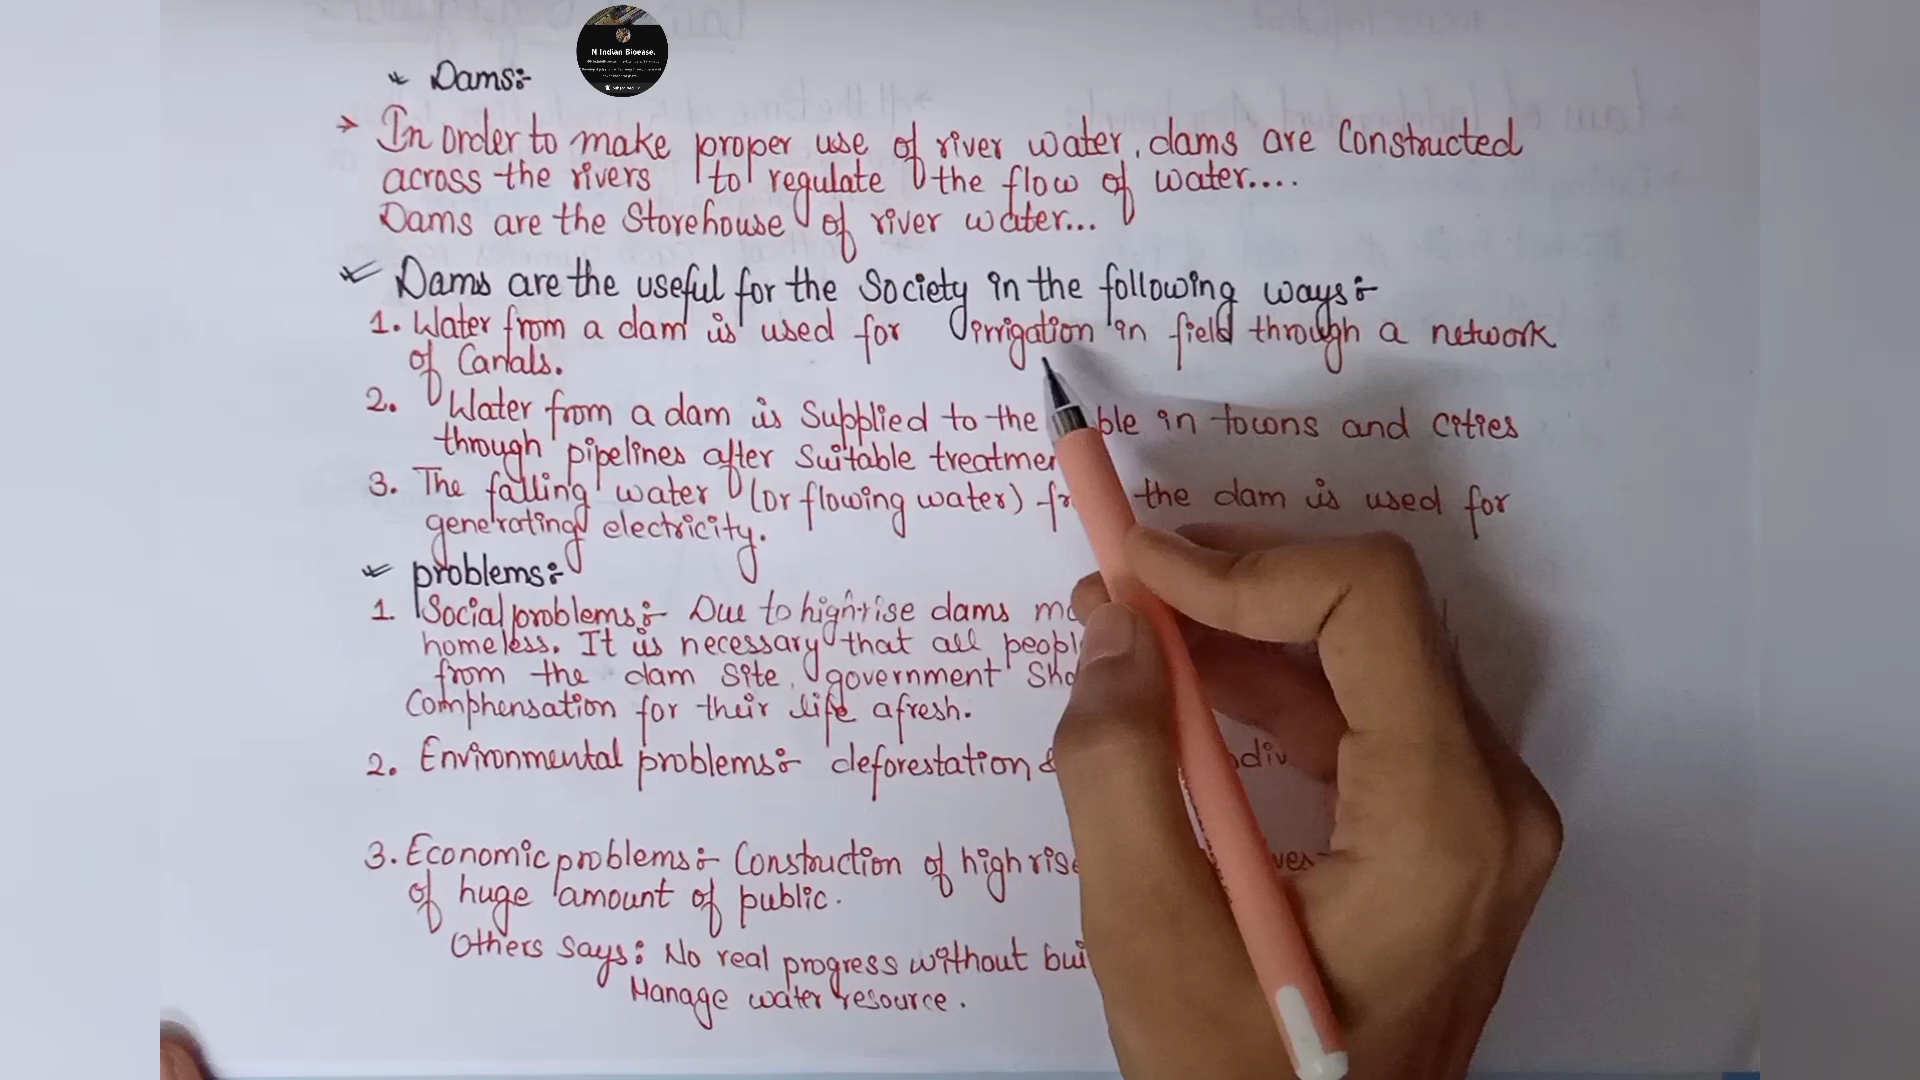 N Indian Bioease.
Dams:-
In order to make proper use of river water, dams are Constructed
across the rivers to regulate the flow of water....
Dams are the Storehouse of river water...
Dams are the useful for the Society in the following ways:-
1. Water from a dam is used for irrigation in field through a network
of Canals.
2. Water from a dam is Supplied to the in towns and cities
through pipelines after Suitable
3. The falling water (or flowing water) the dam is used for
generating electricity.
problems:-
1. Social problems:- Due to high-rise dams
homeless. It is necessary that all
from the dam Site, government
Comphensation for their life afresh.
2. Environmental problems:- deforestation &
3. Economic problems:- Construction of high
of huge amount of public.
Others says: No real progress without
Manage water resource.